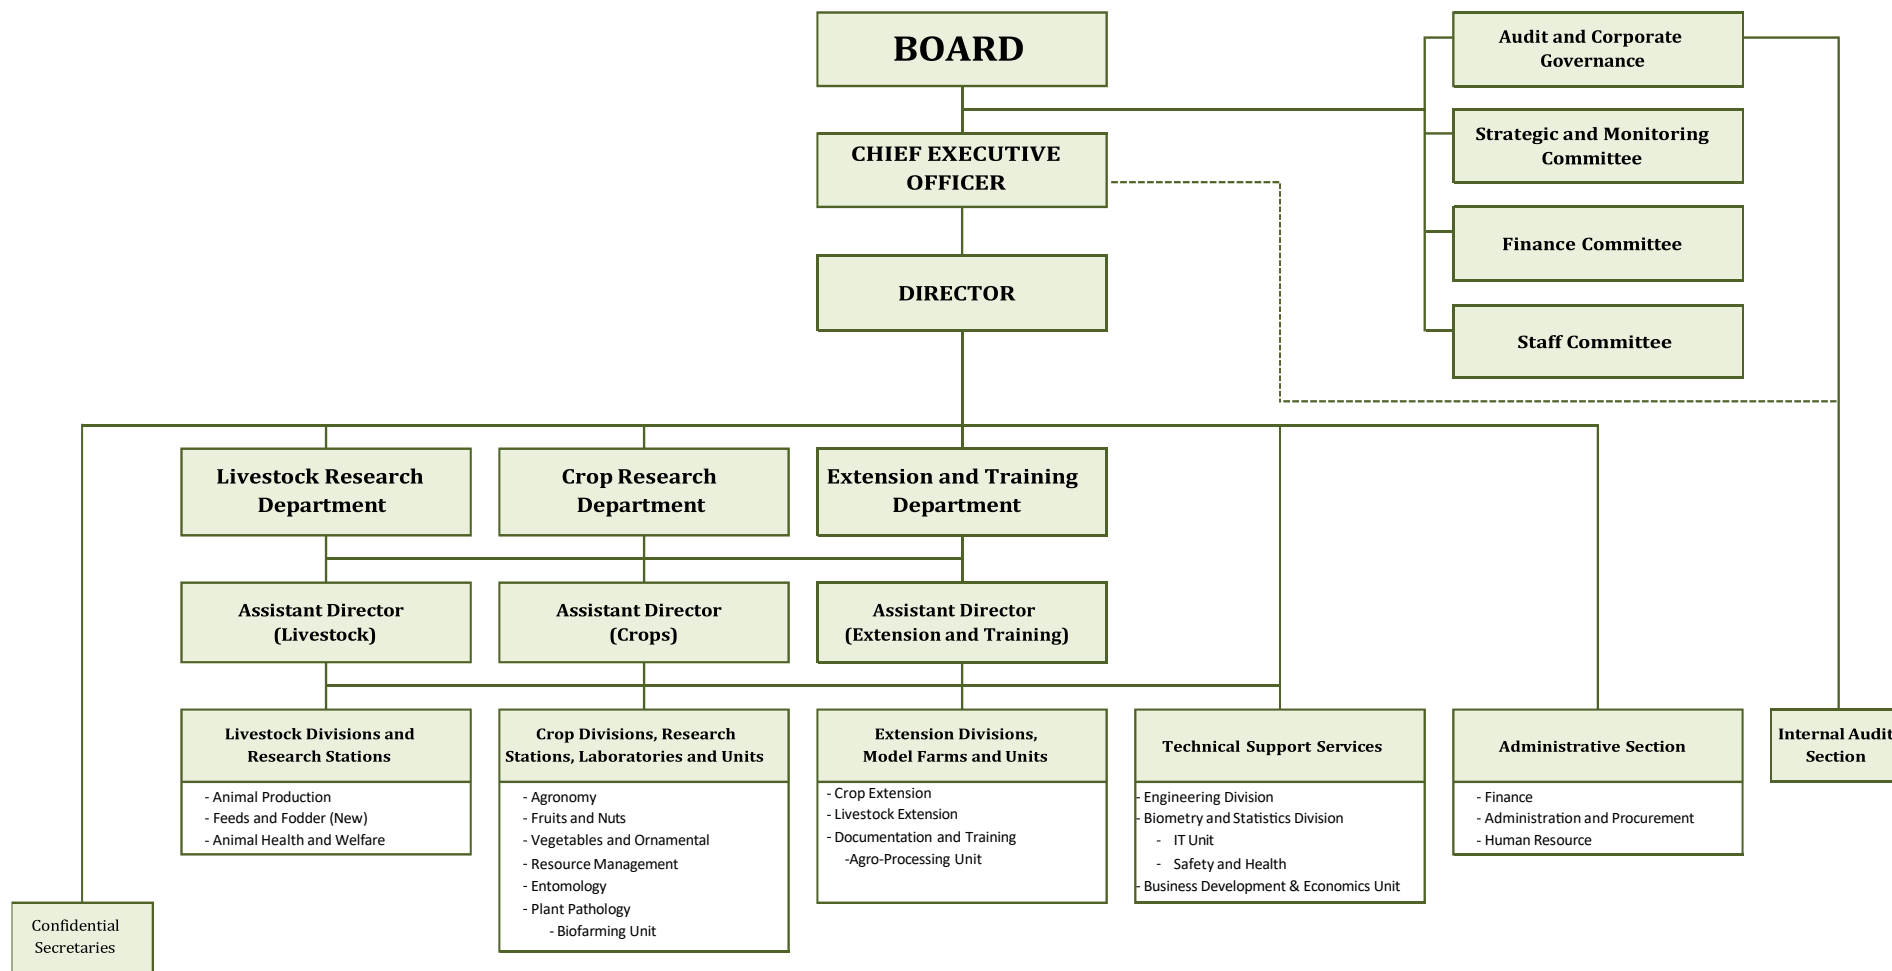 BOARD
Audit and Corporate
Governance
CHIEF EXECUTIVE
OFFICER
Strategic and Monitoring
Committee
Finance Committee
DIRECTOR
Staff Committee
Livestock Research
Department
Crop Research
Department
Extension and Training
Department
Assistant Director
(Livestock)
Assistant Director
(Crops)
Assistant Director
(Extension and Training)
Livestock Divisions and
Research Stations
- Animal Production
- Feeds and Fodder (New)
- Animal Health and Welfare
Crop Divisions, Research
Stations, Laboratories and Units
- Agronomy
- Fruits and Nuts
- Vegetables and Ornamental
- Resource Management
- Entomology
- Plant Pathology
- Biofarming Unit
Extension Divisions,
Model Farms and Units
- Crop Extension
- Livestock Extension
- Documentation and Training
-Agro-Processing Unit
Technical Support Services
- Engineering Division
- Biometry and Statistics Division
- IT Unit
- Safety and Health
- Business Development & Economics Unit
Administrative Section
- Finance
- Administration and Procurement
- Human Resource
Internal Audit
Section
Confidential
Secretaries